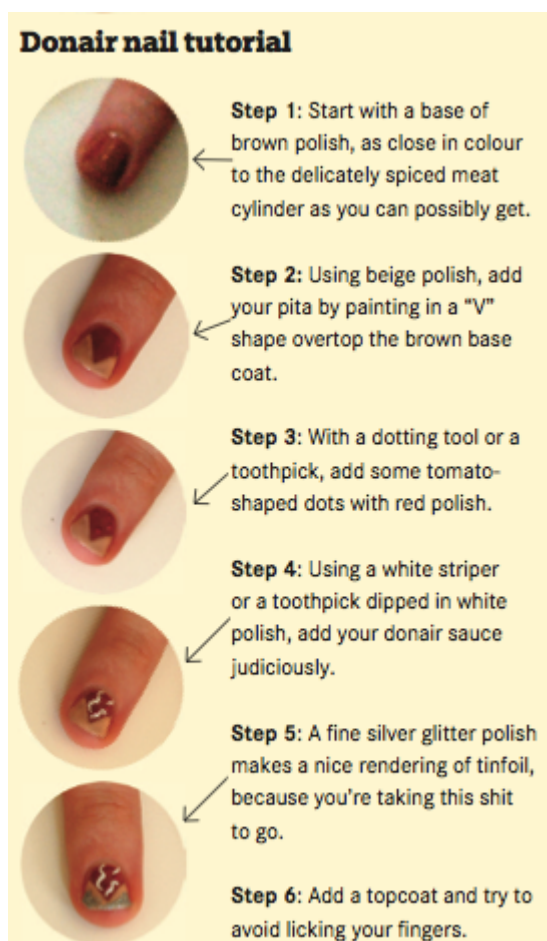 Donair nail tutorial
Step 1: Start with a base of
brown polish, as close in colour
to the delicately spiced meat
cylinder as you can possibly get.
Step 2: Using beige polish, add
your pita by painting in a “V”
shape overtop the brown base
coat.
Step 3: With a dotting tool or a
toothpick, add some tomato-
shaped dots with red polish.
Step 4: Using a white striper
or a toothpick dipped in white
polish, add your donair sauce
judiciously.
Step 5: A fine silver glitter polish
makes a nice rendering of tinfoil,
because you’re taking this shit
to go.
Step 6: Add a topcoat and try to
avoid licking your fingers.